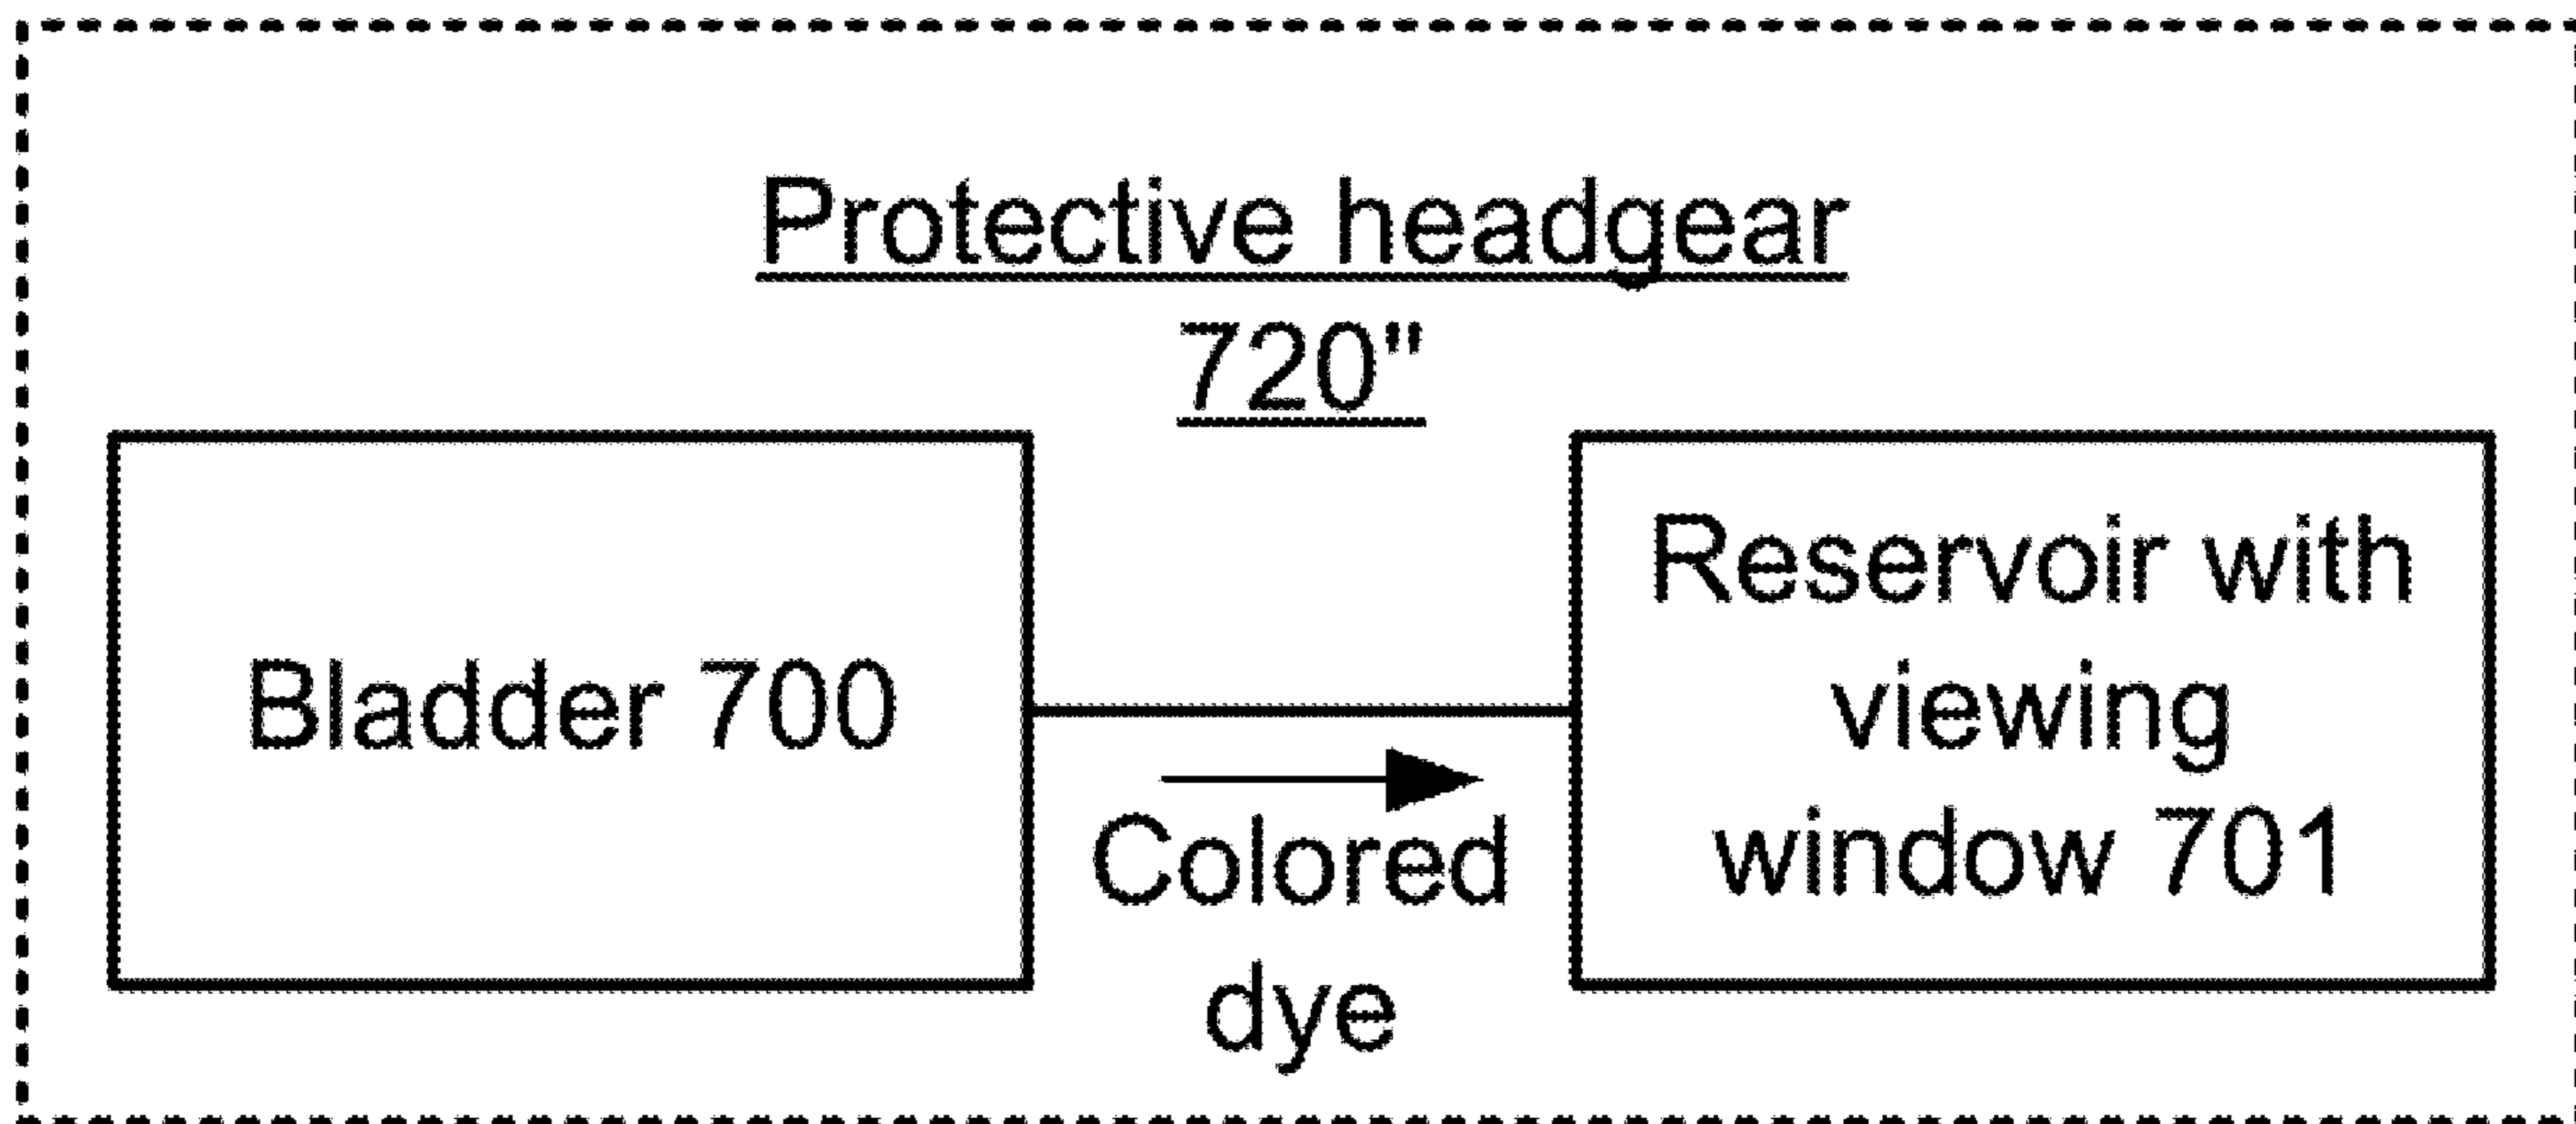 Protective headgear
720"
Bladder 700
Colored
dye
Reservoir with
viewing
window 701